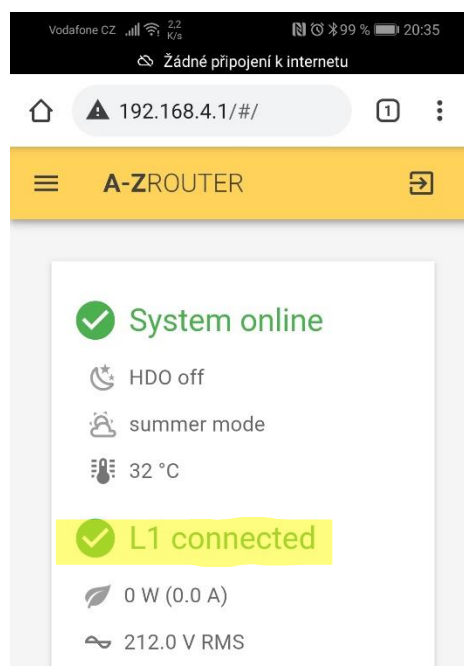 Vodafone CZ 2,2 K/s 99 % 20:35
Žádné připojení k internetu
192.168.4.1/#/ 1
A-ZROUTER
System online
HDO off
summer mode
32 °C
L1 connected
0 W (0.0 A)
212.0 V RMS